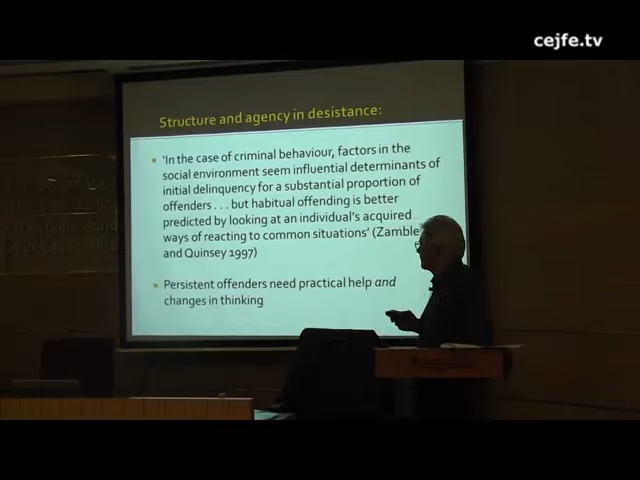 cejfe.tv
Structure and agency in desistance:
'In the case of criminal behaviour, factors in the
social environment seem influential determinants of
initial delinquency for a substantial proportion of
offenders . . . but habitual offending is better
predicted by looking at an individual's acquired
ways of reacting to common situations' (Zamble
and Quinsey 1997)
Persistent offenders need practical help and
changes in thinking